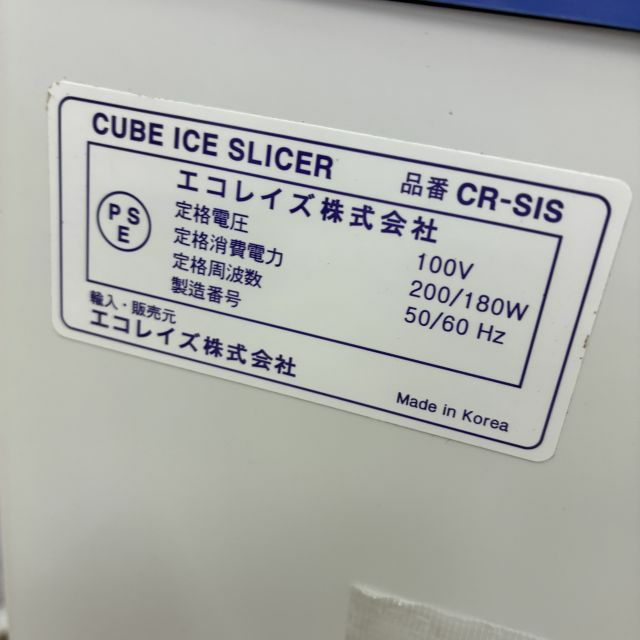 CUBE ICE SLICER 品番 CR-SIS
エコレイズ株式会社
PSE
定格電圧 100V
定格消費電力 200/180W
定格周波数 50/60 Hz
製造番号
輸入・販売元
エコレイズ株式会社
Made in Korea